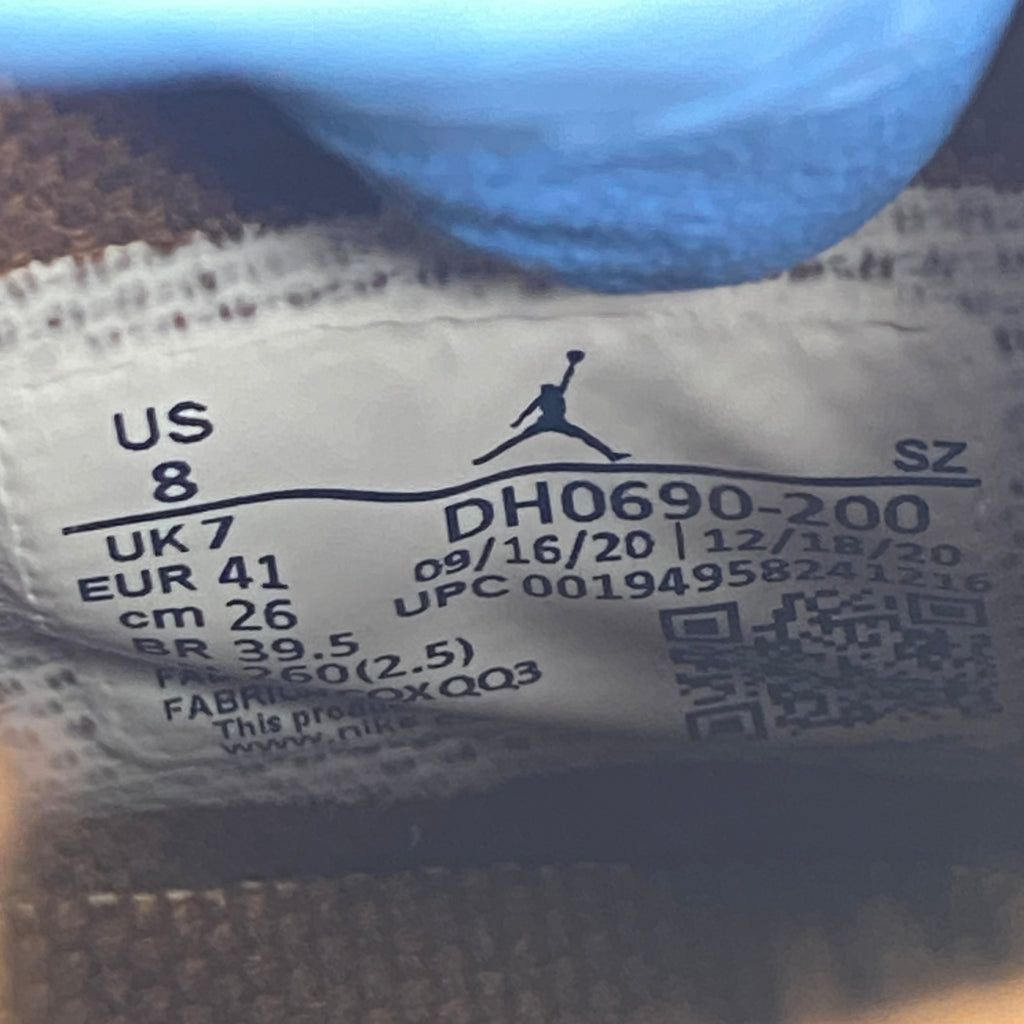 US
8
SZ
UK 7
EUR 41
cm 26
BR 39.5
DH0690-200
09/16/20 | 12/18/20
UPC 00194958241216
260(2.5)
QQ3
This
www.nike